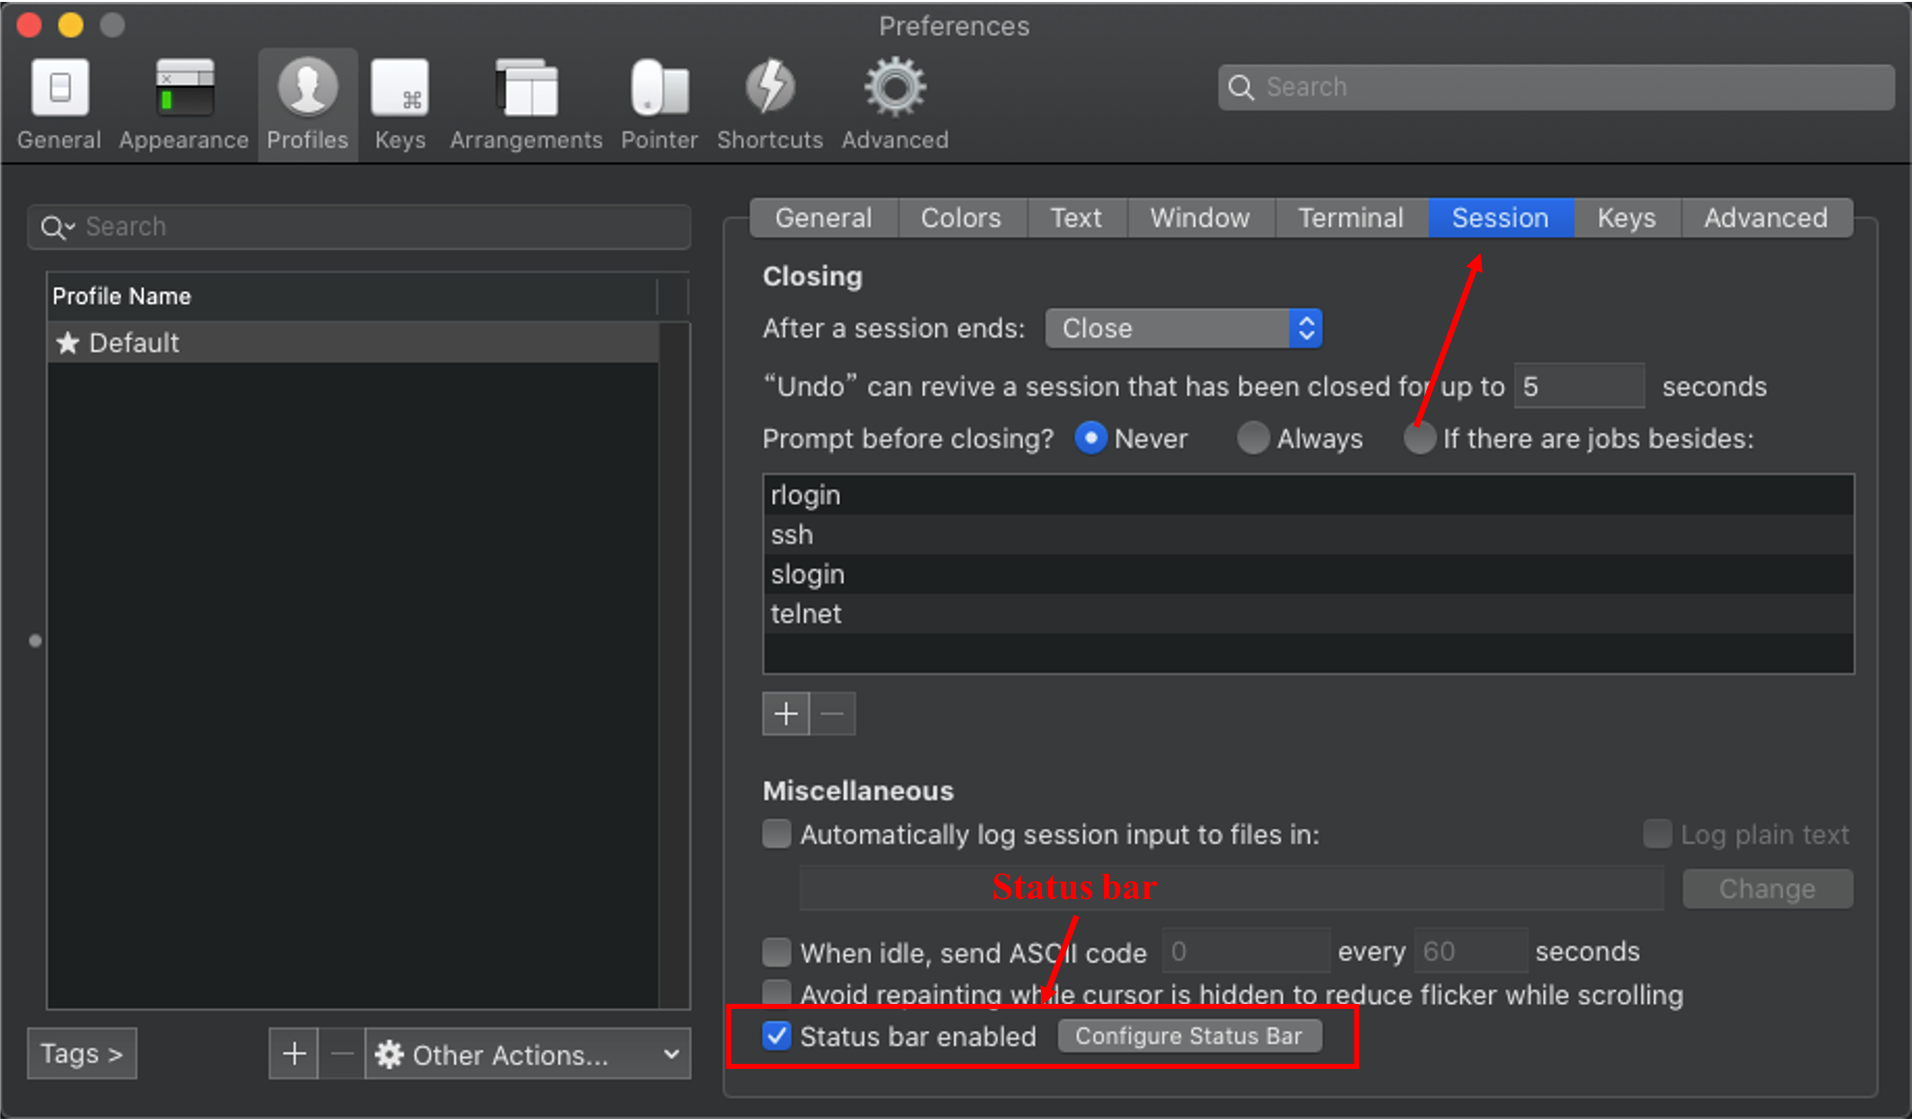 Preferences
General Appearance Profiles Keys Arrangements Pointer Shortcuts Advanced
Search
Search
Profile Name
Default
Tags >
Other Actions...
General Colors Text Window Terminal Session Keys Advanced
Closing
After a session ends: Close
“Undo” can revive a session that has been closed for up to 5 seconds
Prompt before closing? Never Always If there are jobs besides:
rlogin
ssh
slogin
telnet
Miscellaneous
Automatically log session input to files in: Log plain text
Status bar
Change
When idle, send ASCII code 0 every 60 seconds
Avoid repainting while cursor is hidden to reduce flicker while scrolling
Status bar enabled Configure Status Bar